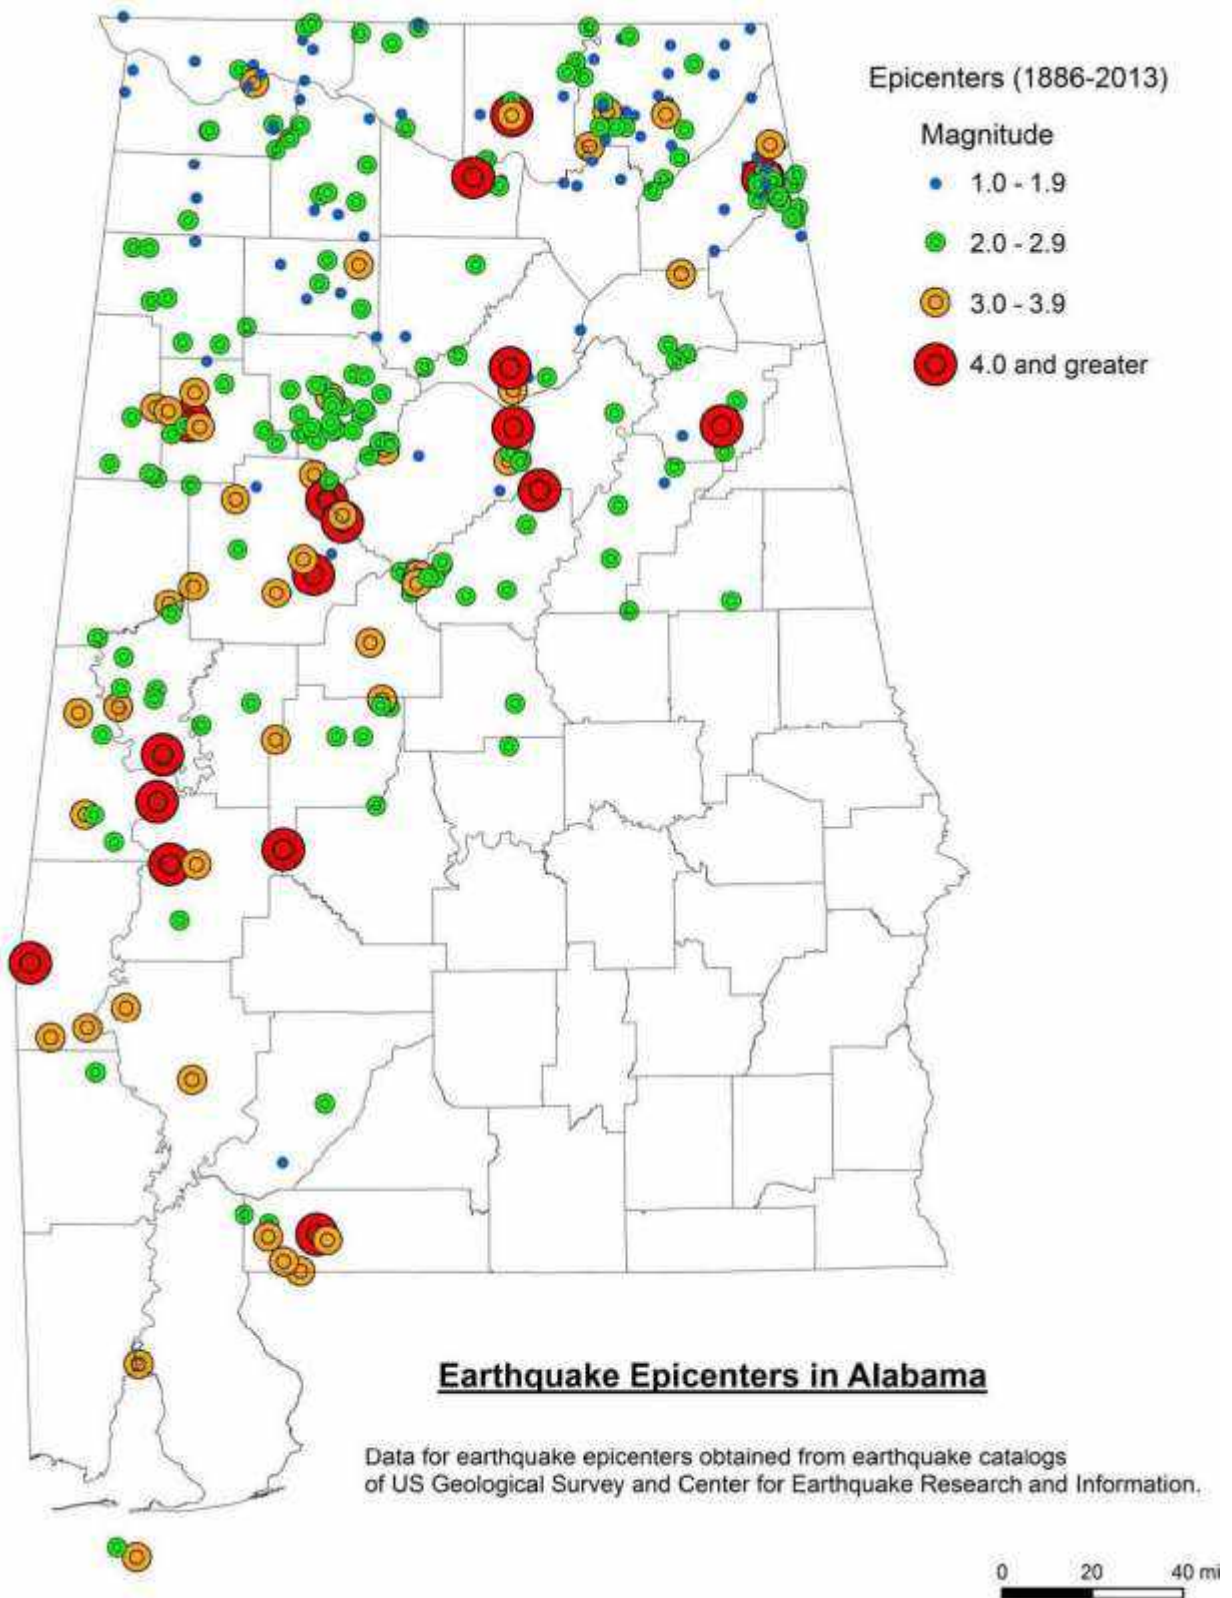 Epicenters (1886-2013)
Magnitude
1.0 - 1.9
2.0 - 2.9
3.0 - 3.9
4.0 and greater
Earthquake Epicenters in Alabama
Data for earthquake epicenters obtained from earthquake catalogs
of US Geological Survey and Center for Earthquake Research and Information.
0 20 40 mi